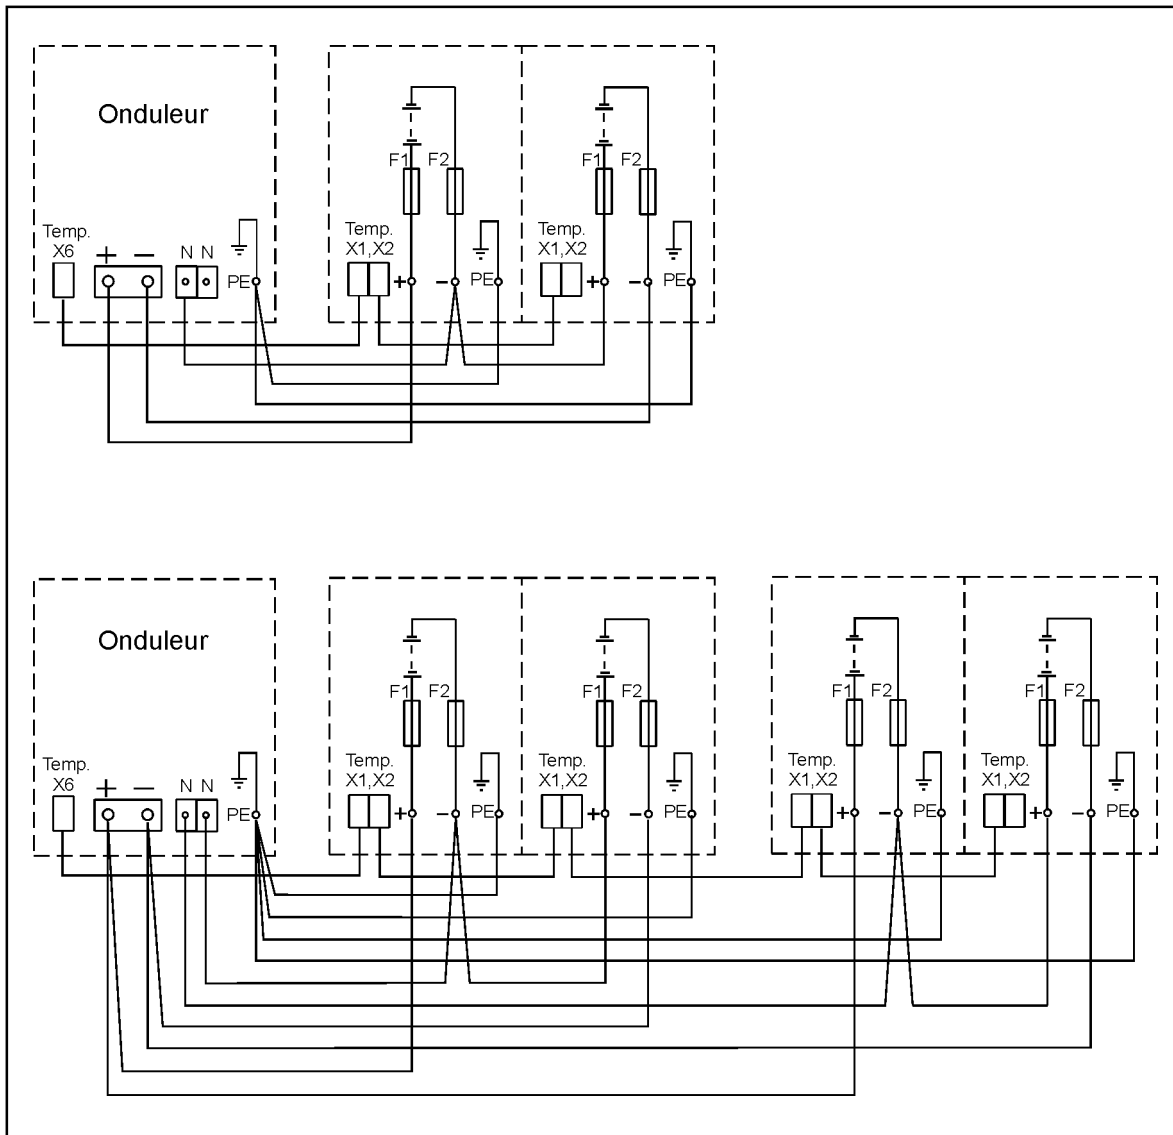 Onduleur
F1 F2 F1 F2
Temp. Temp. Temp.
X6 X1,X2 X1,X2
+ − N N PE + − PE + − PE
Onduleur
F1 F2 F1 F2 F1 F2 F1 F2
Temp. Temp. Temp. Temp. Temp.
X6 X1,X2 X1,X2 X1,X2 X1,X2
+ − N N PE + − PE + − PE + − PE + − PE